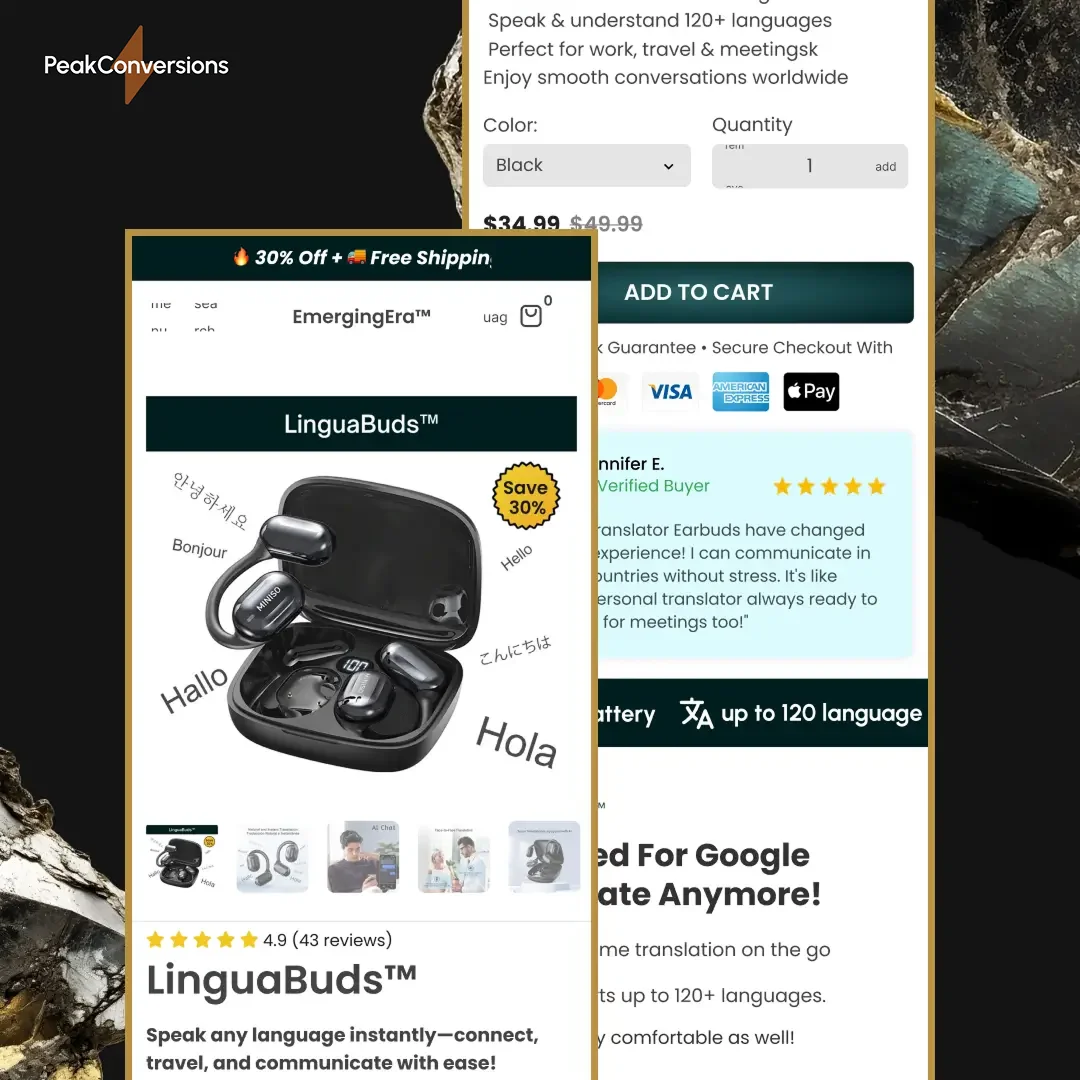 PeakConversions
Speak & understand 120+ languages
Perfect for work, travel & meetingsk
Enjoy smooth conversations worldwide
Color:
Quantity
Black
1
add
$34.99 $49.99
ADD TO CART
k Guarantee • Secure Checkout With
VISA
AMERICAN EXPRESS
Pay
nnifer E.
Verified Buyer
ranslator Earbuds have changed
experience! I can communicate in
ountries without stress. It's like
ersonal translator always ready to
for meetings too!"
attery
up to 120 language
™
ed For Google
ate Anymore!
me translation on the go
ts up to 120+ languages.
y comfortable as well!
🔥 30% Off + 🚚 Free Shippin
me
nu
sea
rch
EmergingEra™
uag
0
LinguaBuds™
Save
30%
안녕하세요
Bonjour
Hello
MINISO
こんにちは
100
Hallo
Hola
LinguaBuds™
AI Chat
Hola
4.9 (43 reviews)
LinguaBuds™
Speak any language instantly—connect,
travel, and communicate with ease!